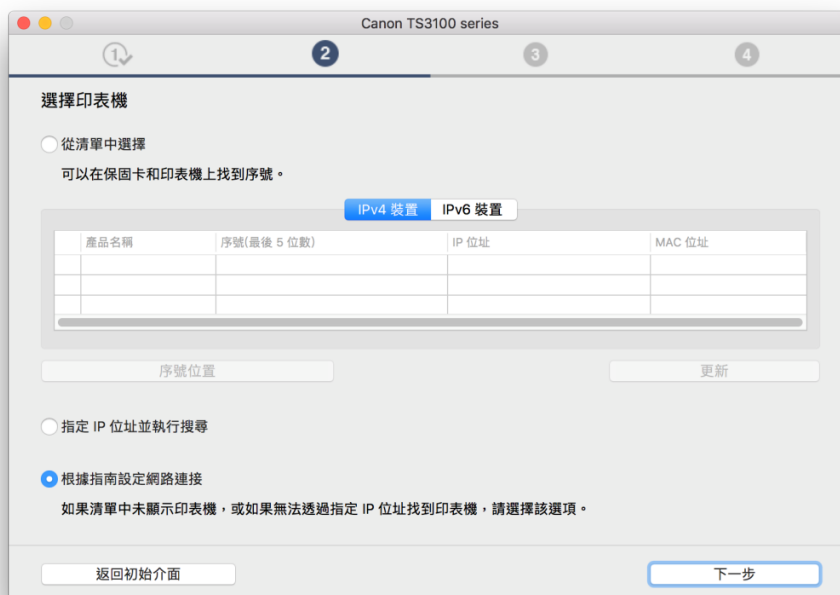 Canon TS3100 series
1
2
3
4
選擇印表機
從清單中選擇
可以在保固卡和印表機上找到序號。
IPv4 裝置 IPv6 裝置
產品名稱 序號(最後 5 位數) IP 位址 MAC 位址
序號位置 更新
指定 IP 位址並執行搜尋
根據指南設定網路連接
如果清單中未顯示印表機，或如果無法透過指定 IP 位址找到印表機，請選擇該選項。
返回初始介面 下一步